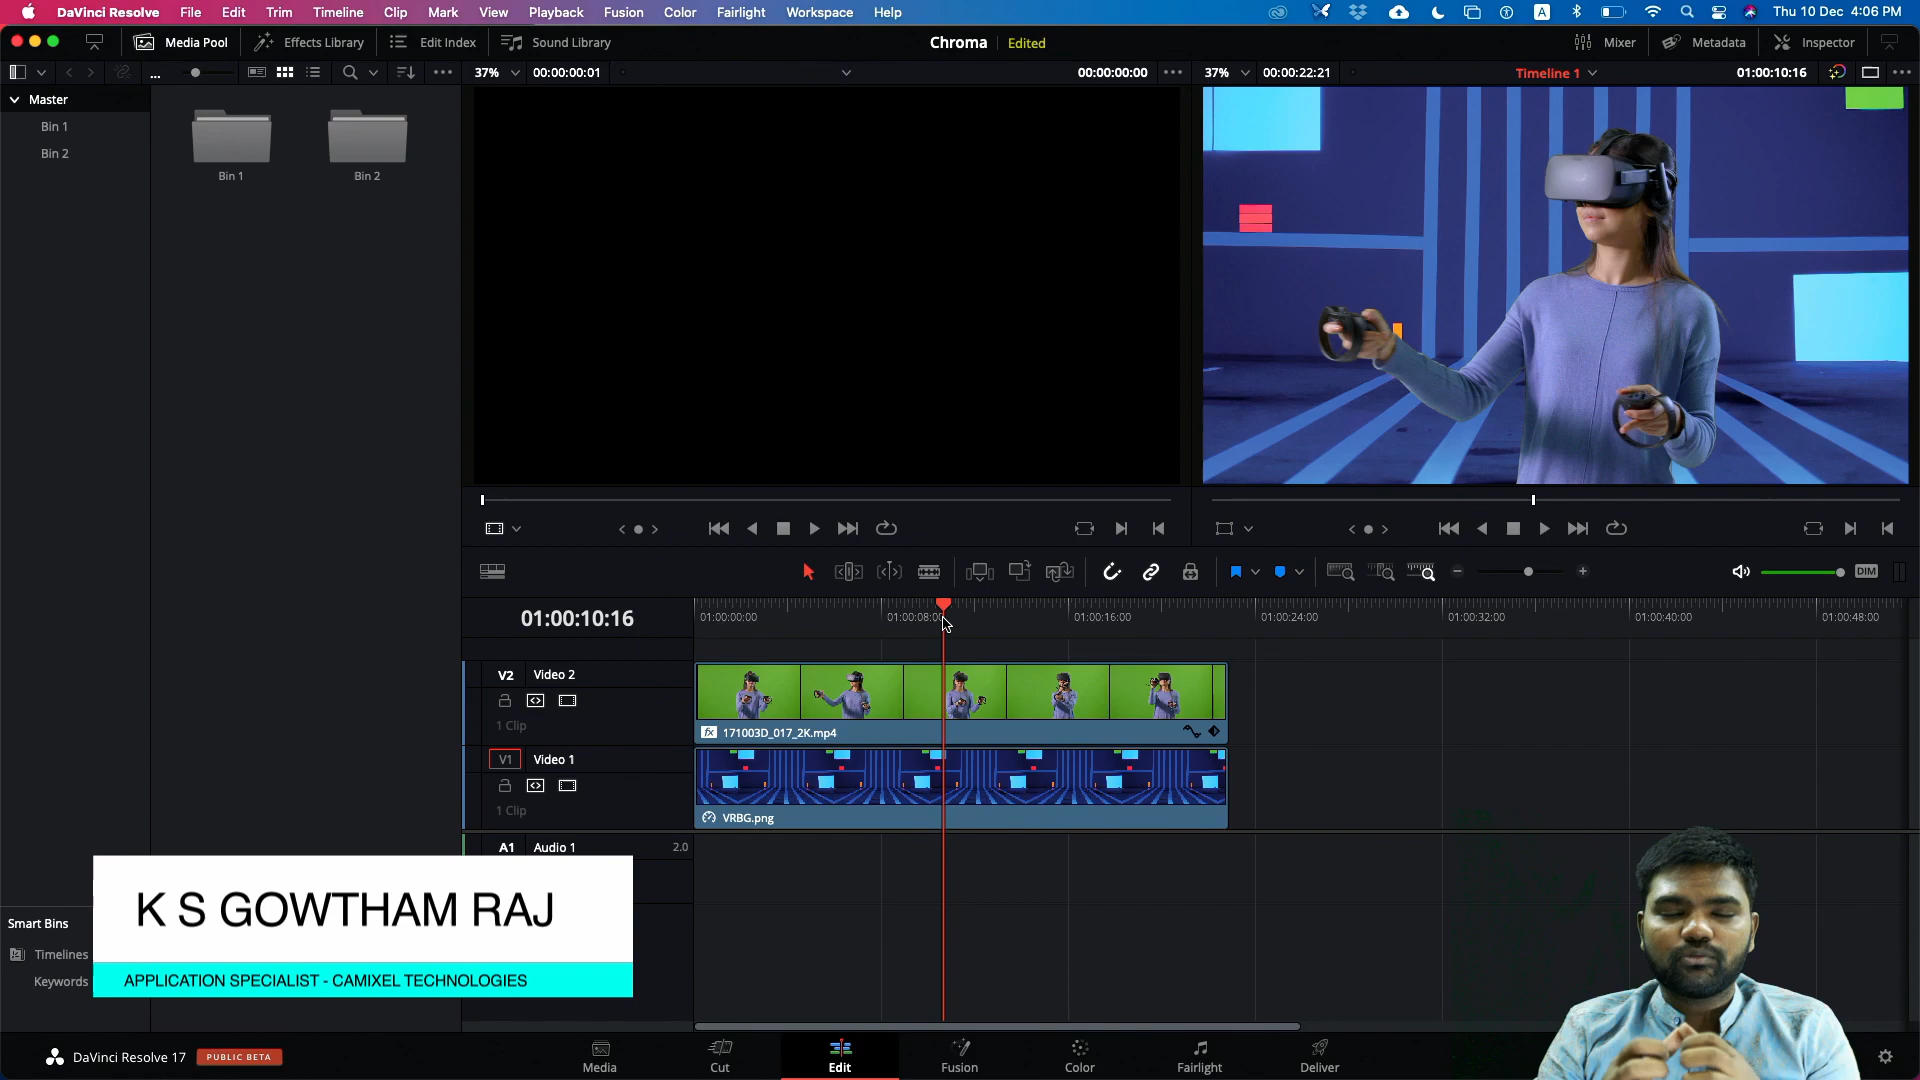 DaVinci Resolve File Edit Trim Timeline Clip Mark View Playback Fusion Color Fairlight Workspace Help A Thu 10 Dec 4:06 PM
Media Pool Effects Library Edit Index Sound Library Chroma Edited Mixer Metadata Inspector
... 37% 00:00:00:01 00:00:00:00 ... 37% 00:00:22:21 Timeline 1 01:00:10:16 ...
Master
Bin 1
Bin 2
Bin 1 Bin 2
DIM
01:00:10:16
01:00:00:00 01:00:08:00 01:00:16:00 01:00:24:00 01:00:32:00 01:00:40:00 01:00:48:00
V2 Video 2
1 Clip
171003D_017_2K.mp4
V1 Video 1
1 Clip
VRBG.png
A1 Audio 1 2.0
K S GOWTHAM RAJ
APPLICATION SPECIALIST - CAMIXEL TECHNOLOGIES
Smart Bins
Timelines
Keywords
DaVinci Resolve 17 PUBLIC BETA
Media Cut Edit Fusion Color Fairlight Deliver